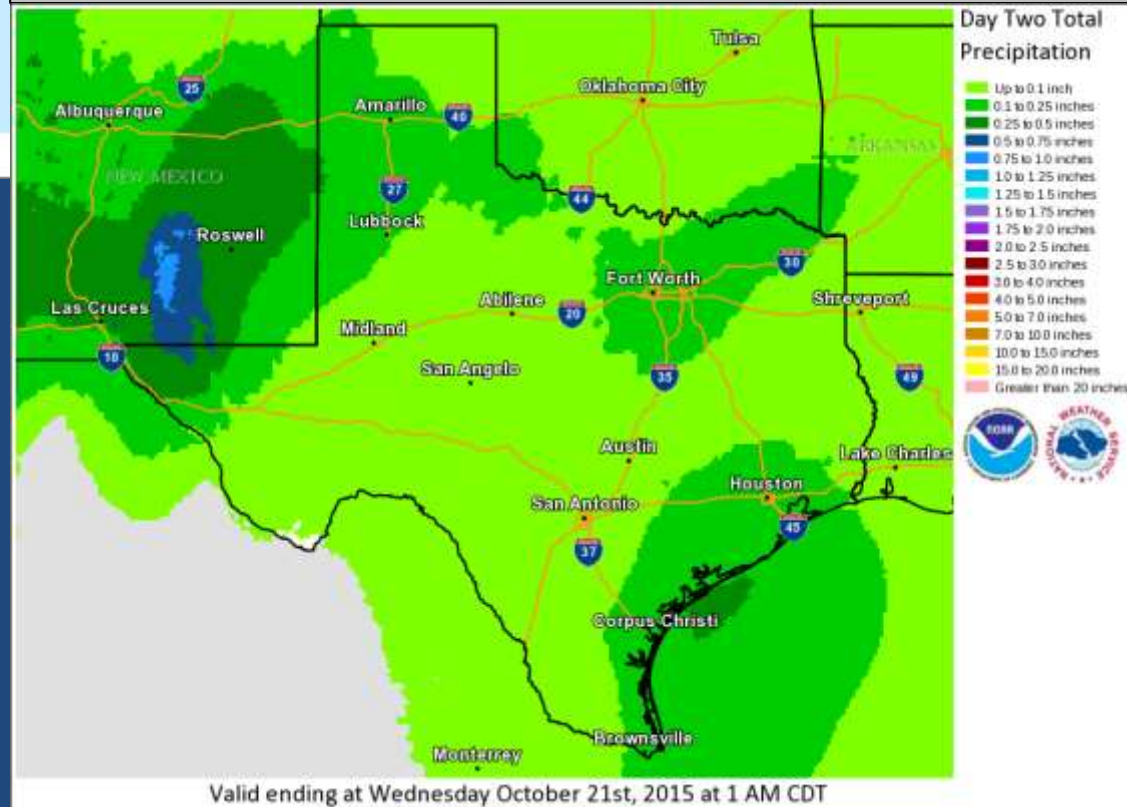 Day Two Total
Precipitation
Up to 0.1 inch
0.1 to 0.25 inches
0.25 to 0.5 inches
0.5 to 0.75 inches
0.75 to 1.0 inches
1.0 to 1.25 inches
1.25 to 1.5 inches
1.5 to 1.75 inches
1.75 to 2.0 inches
2.0 to 2.5 inches
2.5 to 3.0 inches
3.0 to 4.0 inches
4.0 to 5.0 inches
5.0 to 7.0 inches
7.0 to 10.0 inches
10.0 to 15.0 inches
15.0 to 20.0 inches
Greater than 20 inches
NOAA
NATIONAL WEATHER SERVICE
Tulsa
25
Oklahoma City
Albuquerque
Amarillo
40
ARKANSAS
NEW MEXICO
27
44
Lubbock
Roswell
30
Fort Worth
Las Cruces
Abilene
20
Shreveport
Midland
10
San Angelo
35
49
Austin
Lake Charles
Houston
San Antonio
45
37
Corpus Christi
Brownsville
Monterrey
Valid ending at Wednesday October 21st, 2015 at 1 AM CDT